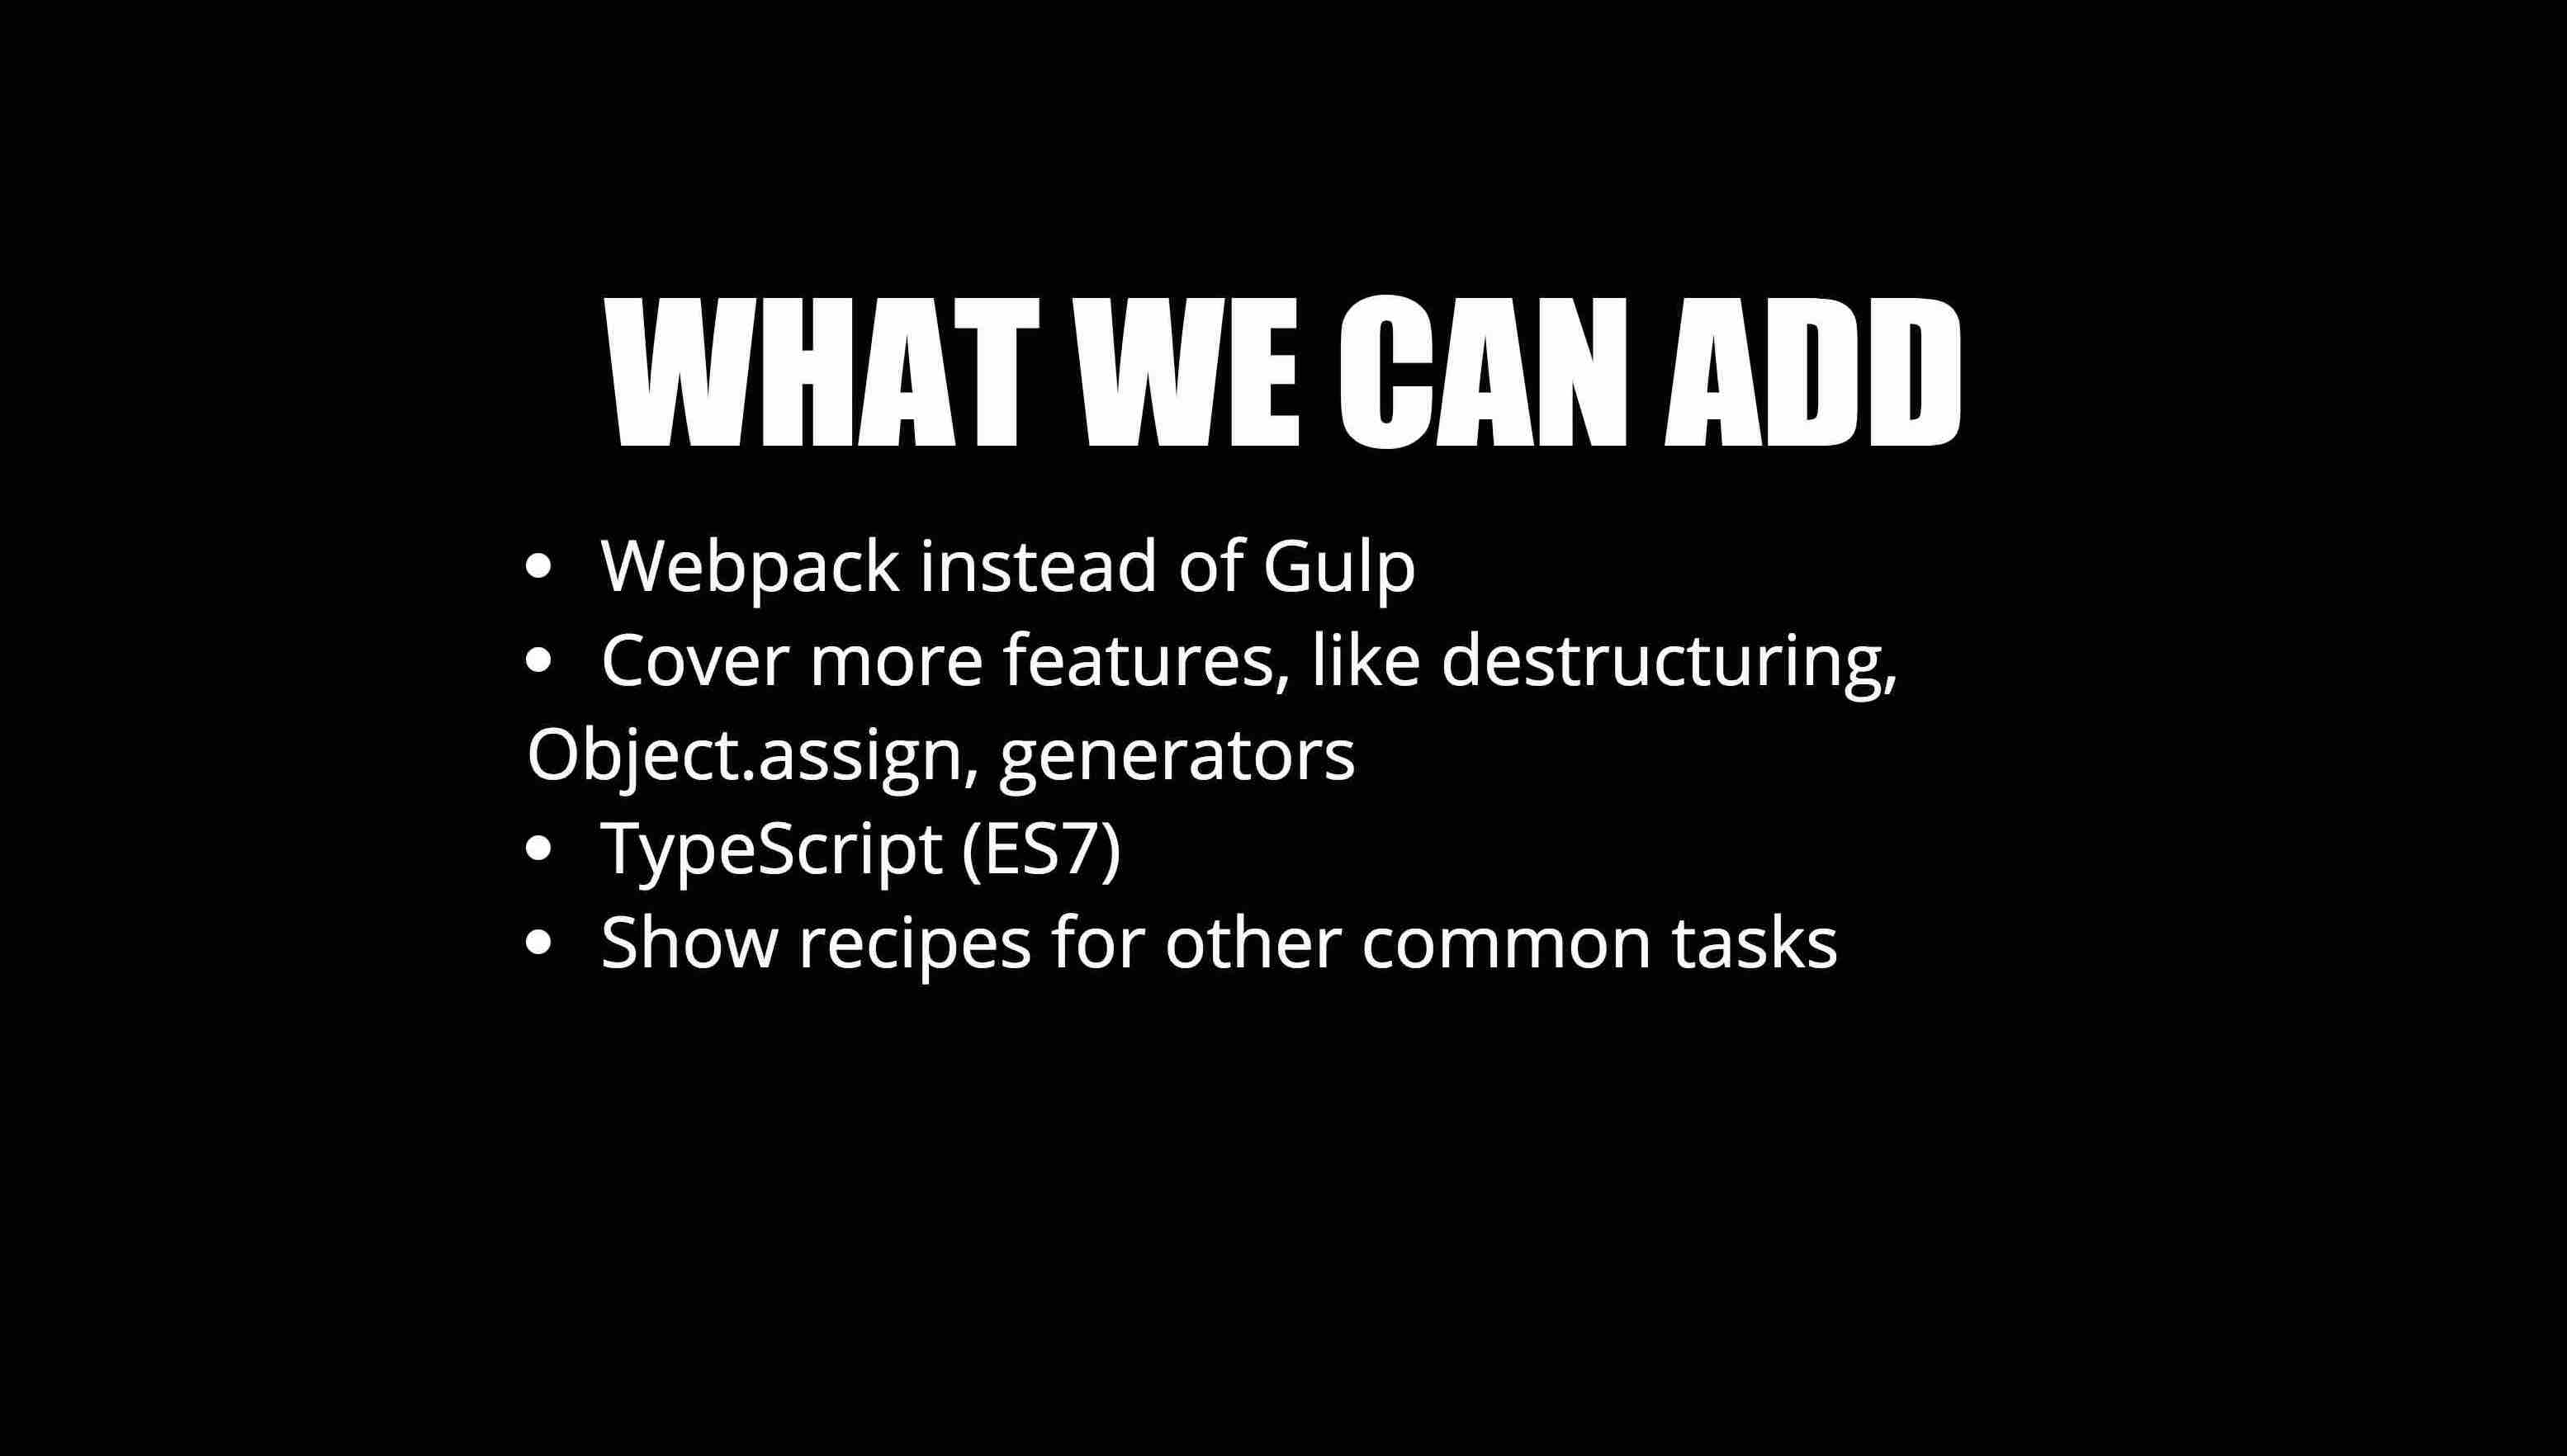 WHAT WE CAN ADD
• Webpack instead of Gulp
• Cover more features, like destructuring,
Object.assign, generators
• TypeScript (ES7)
• Show recipes for other common tasks